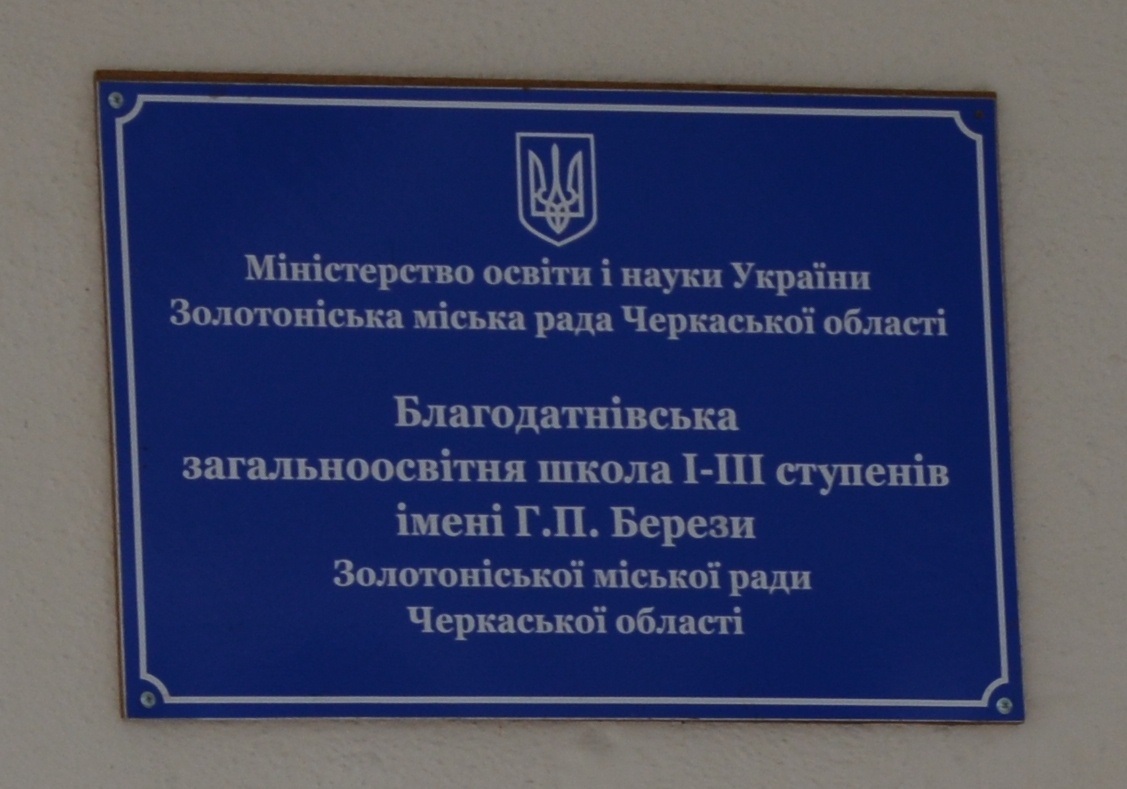 Міністерство освіти і науки України
Золотоніська міська рада Черкаської області
Благодатнівська
загальноосвітня школа І-ІІІ ступенів
імені Г.П. Берези
Золотоніської міської ради
Черкаської області